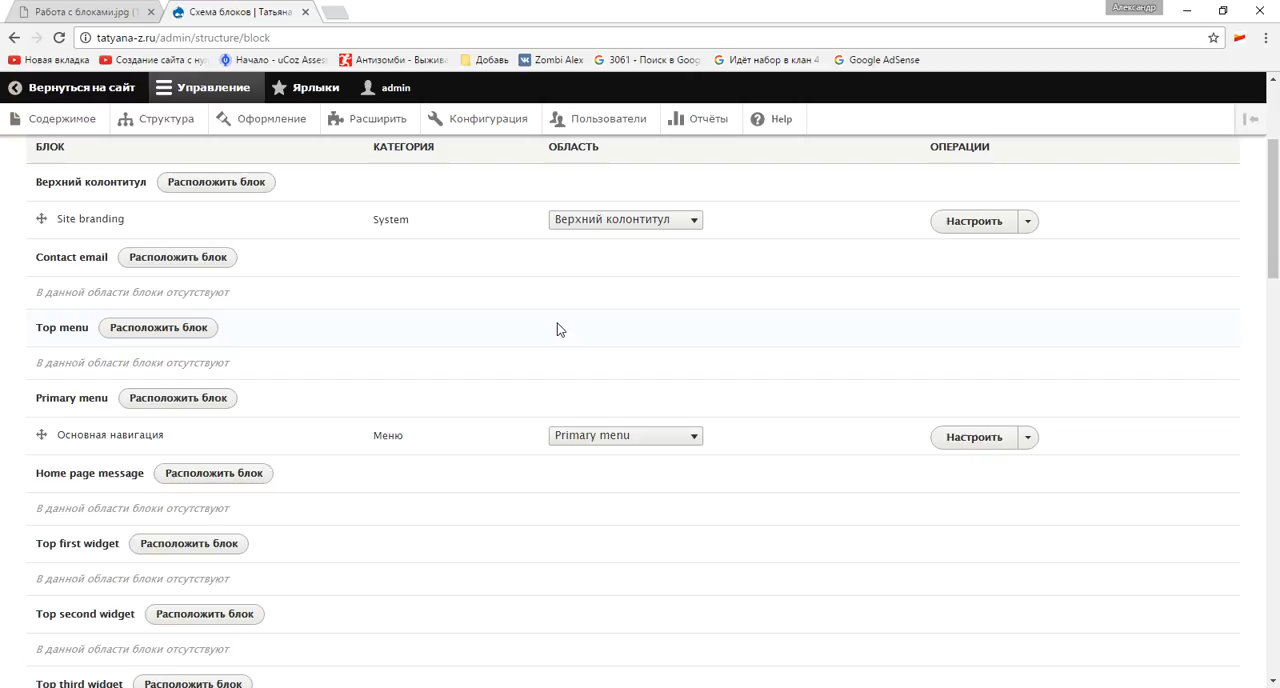 Работа с блоками.jpg (1
Схема блоков | Татьяна
Александр
tatyana-z.ru/admin/structure/block
Новая вкладка
Создание сайта с нул
Начало - uCoz Assess
Антизомби - Выжива
Добавь
Zombi Alex
3061 - Поиск в Goog
Идёт набор в клан 4
Google AdSense
Вернуться на сайт
Управление
Ярлыки
admin
Содержимое
Структура
Оформление
Расширить
Конфигурация
Пользователи
Отчёты
Help
БЛОК КАТЕГОРИЯ ОБЛАСТЬ ОПЕРАЦИИ
Верхний колонтитул Расположить блок
Site branding System Верхний колонтитул Настроить
Contact email Расположить блок
В данной области блоки отсутствуют
Top menu Расположить блок
В данной области блоки отсутствуют
Primary menu Расположить блок
Основная навигация Меню Primary menu Настроить
Home page message Расположить блок
В данной области блоки отсутствуют
Top first widget Расположить блок
В данной области блоки отсутствуют
Top second widget Расположить блок
В данной области блоки отсутствуют
Top third widget Расположить блок